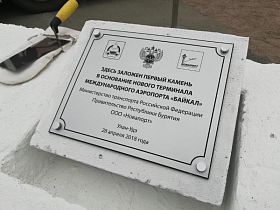 ЗДЕСЬ ЗАЛОЖЕН ПЕРВЫЙ КАМЕНЬ
В ОСНОВАНИЕ НОВОГО ТЕРМИНАЛА
МЕЖДУНАРОДНОГО АЭРОПОРТА «БАЙКАЛ»
Министерство транспорта Российской Федерации
Правительство Республики Бурятия
ООО «Новапорт»
Улан-Удэ
28 апреля 2018 года